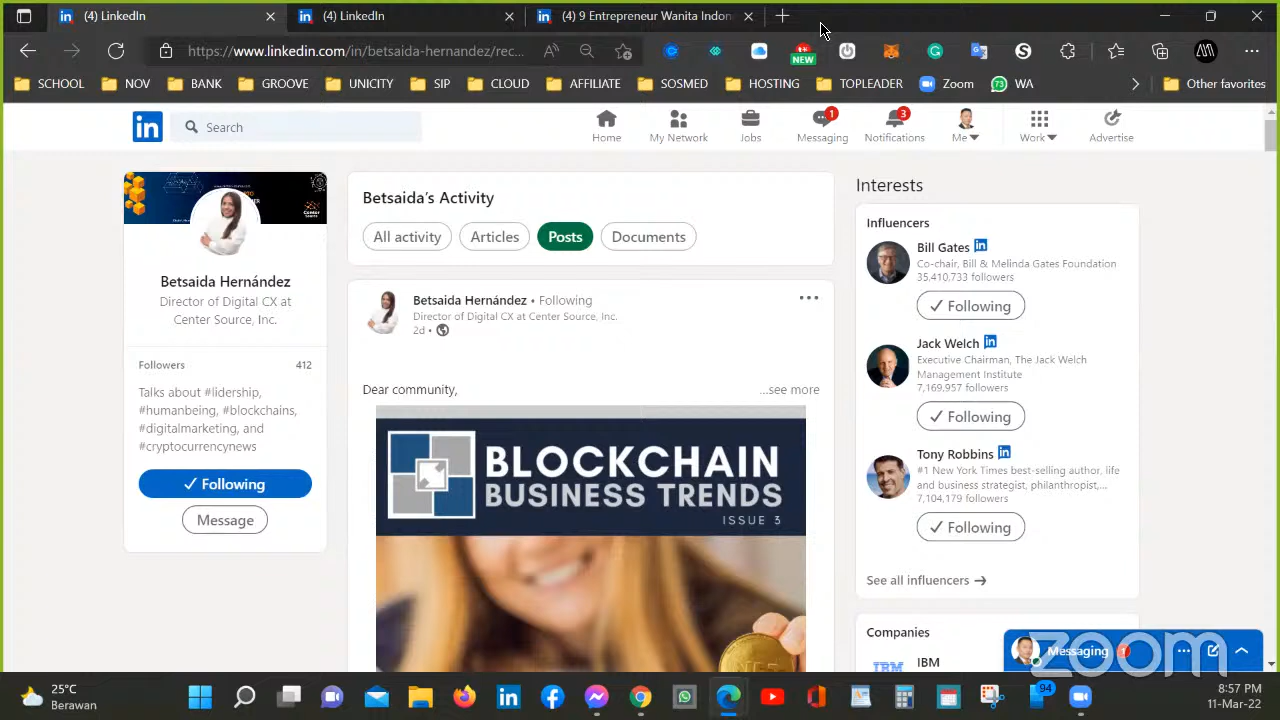 (4) LinkedIn
(4) LinkedIn
(4) 9 Entrepreneur Wanita Indon
https://www.linkedin.com/in/betsaida-hernandez/rec...
NEW
SCHOOL
NOV
BANK
GROOVE
UNICITY
SIP
CLOUD
AFFILIATE
SOSMED
HOSTING
TOPLEADER
Zoom
73
WA
Other favorites
in
Search
Home
My Network
Jobs
1
Messaging
3
Notifications
Me
Work
Advertise
Center
Source
Betsaida Hernández
Director of Digital CX at
Center Source, Inc.
Followers 412
Talks about #lidership,
#humanbeing, #blockchains,
#digitalmarketing, and
#cryptocurrencynews
Following
Message
Betsaida's Activity
All activity
Articles
Posts
Documents
Betsaida Hernández • Following
Director of Digital CX at Center Source, Inc.
2d •
Dear community,
...see more
BLOCKCHAIN
BUSINESS TRENDS
ISSUE 3
Interests
Influencers
Bill Gates
Co-chair, Bill & Melinda Gates Foundation
35,410,733 followers
Following
Jack Welch
Executive Chairman, The Jack Welch
Management Institute
7,169,957 followers
Following
Tony Robbins
#1 New York Times best-selling author, life
and business strategist, philanthropist,...
7,104,179 followers
Following
See all influencers
Companies
IBM
IBM
Messaging
1
zoom
25°C
Berawan
94
8:57 PM
11-Mar-22